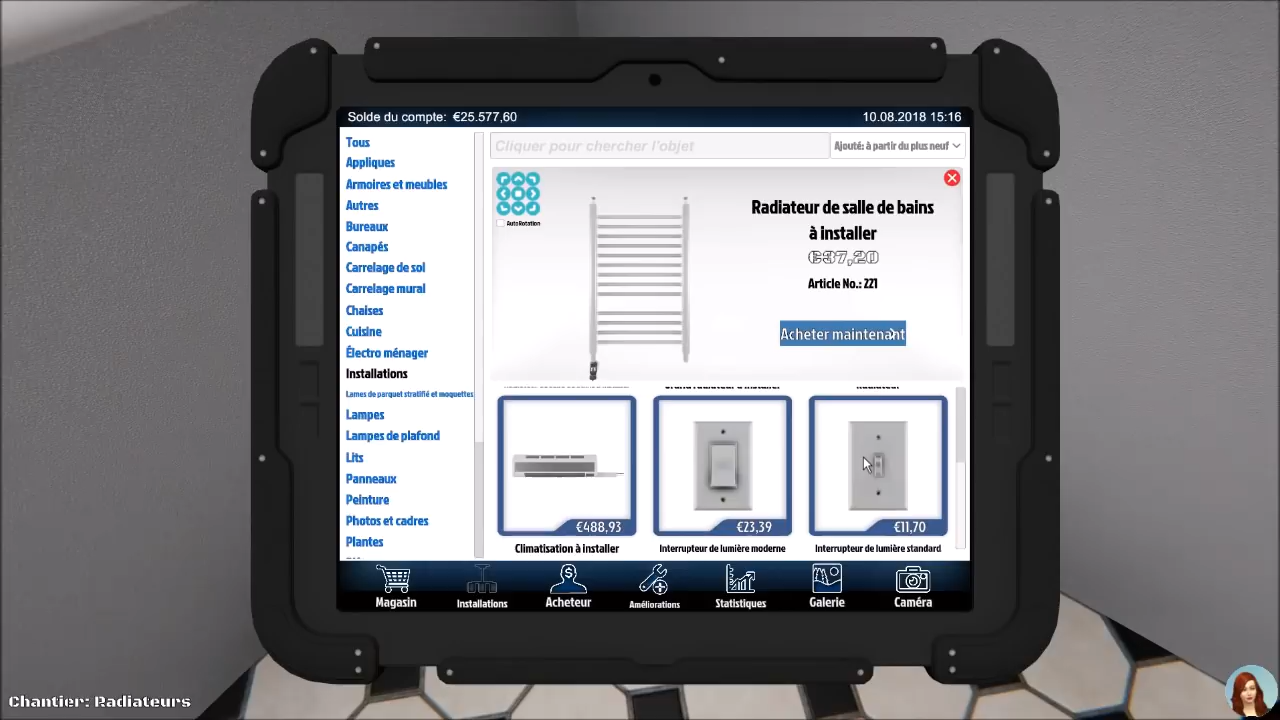 Solde du compte: €25.577,60
10.08.2018 15:16
Tous
Appliques
Armoires et meubles
Autres
Bureaux
Canapés
Carrelage de sol
Carrelage mural
Chaises
Cuisine
Électro ménager
Installations
Lames de parquet stratifié et moquettes
Lampes
Lampes de plafond
Lits
Panneaux
Peinture
Photos et cadres
Plantes
Cliquer pour chercher l'objet
Ajouté: à partir du plus neuf
AutoRotation
Radiateur de salle de bains
à installer
€37,20
Article No.: 221
Acheter maintenant
Radiateur
€488,93
Climatisation à installer
€23,39
Interrupteur de lumière moderne
€11,70
Interrupteur de lumière standard
Magasin
Installations
Acheteur
Améliorations
Statistiques
Galerie
Caméra
Chantier: Radiateurs